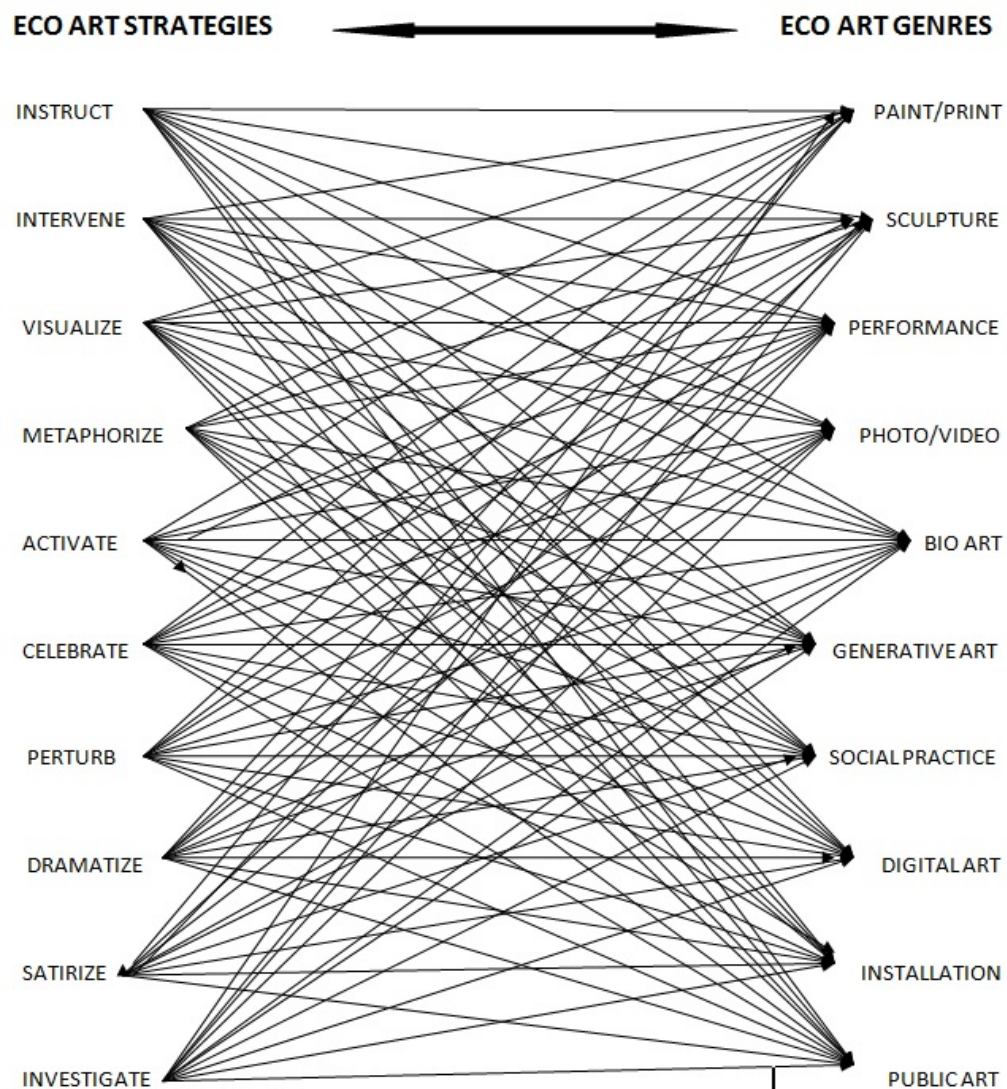 ECO ART STRATEGIES ECO ART GENRES
INSTRUCT PAINT/PRINT
INTERVENE SCULPTURE
VISUALIZE PERFORMANCE
METAPHORIZE PHOTO/VIDEO
ACTIVATE BIO ART
CELEBRATE GENERATIVE ART
PERTURB SOCIAL PRACTICE
DRAMATIZE DIGITAL ART
SATIRIZE INSTALLATION
INVESTIGATE PUBLIC ART